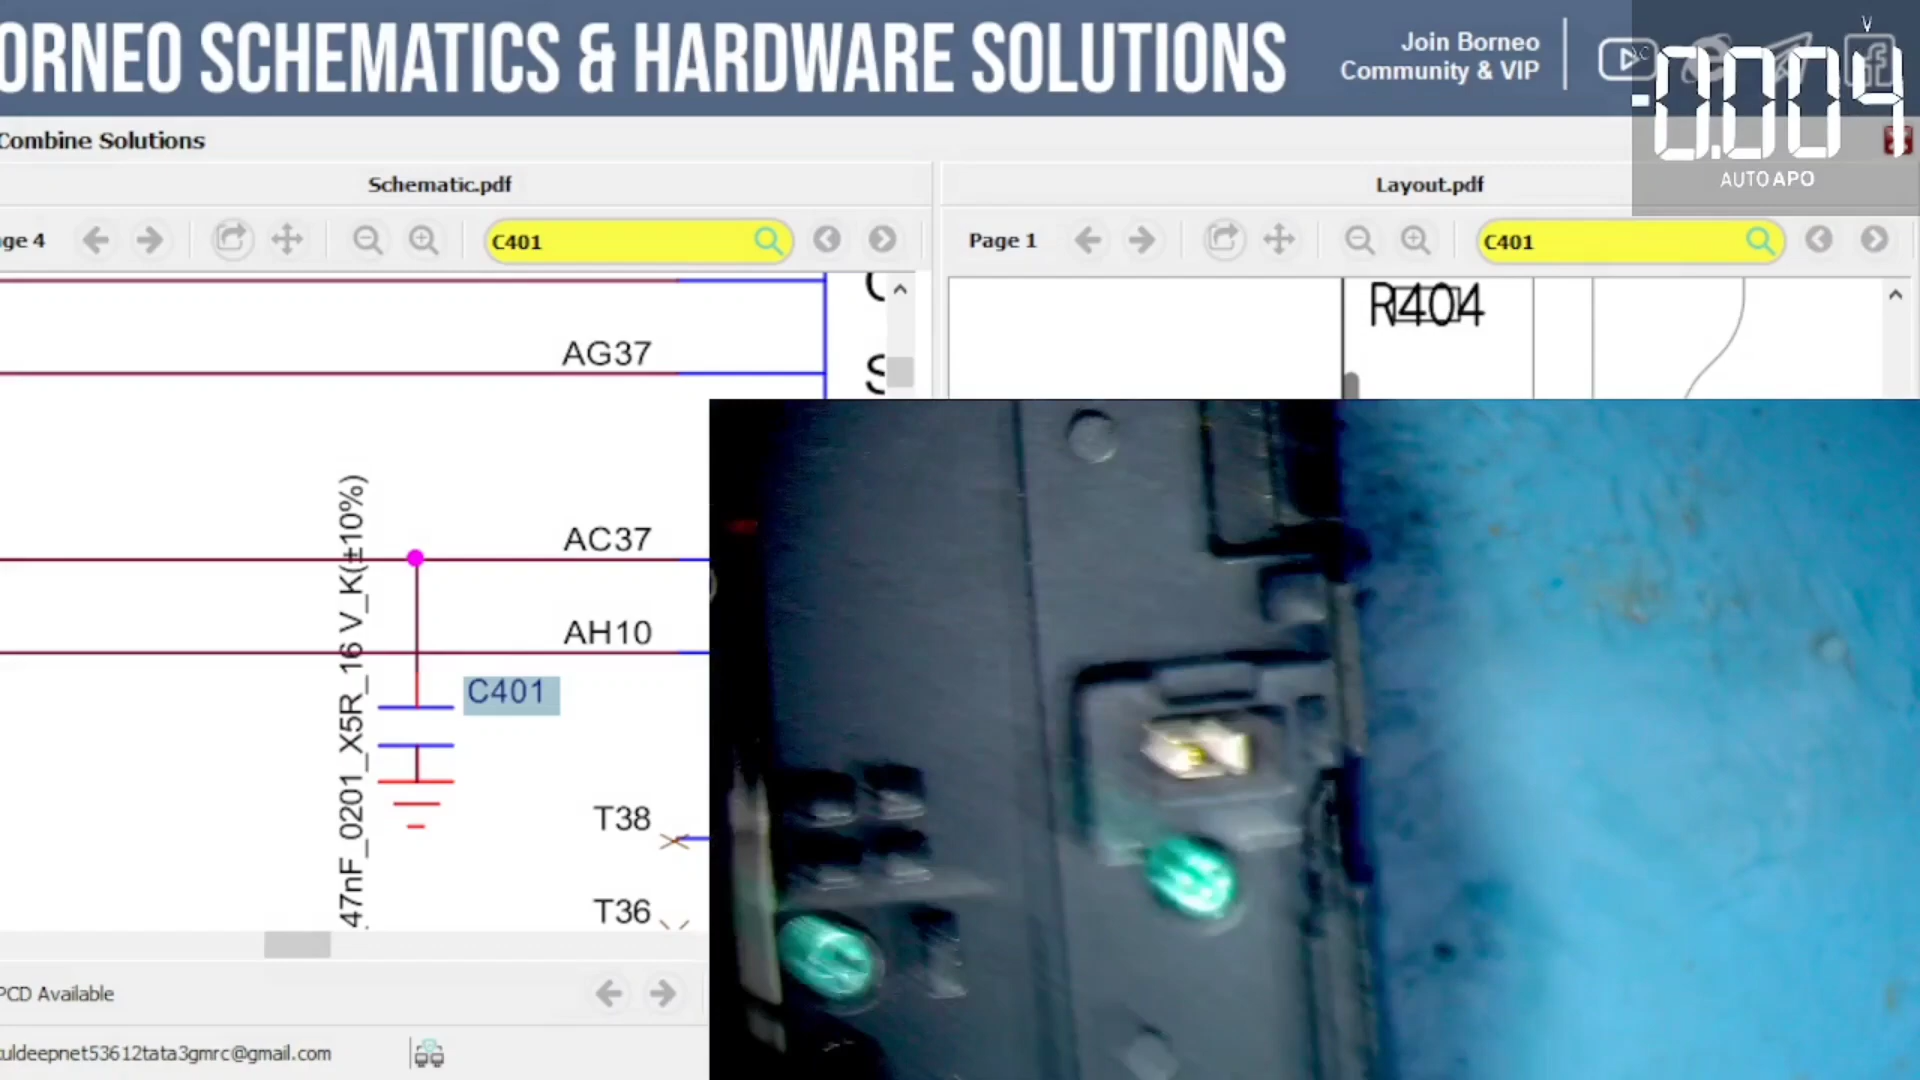 ORNEO SCHEMATICS & HARDWARE SOLUTIONS
Join Borneo
Community & VIP
V
AC
-0.004
AUTO APO
Combine Solutions
Schematic.pdf
Layout.pdf
ge 4
C401
Page 1
C401
R404
AG37
AC37
AH10
C401
47nF_0201_X5R_16 V_K(±10%)
T38
T36
PCD Available
uldeepnet53612tata3gmrc@gmail.com